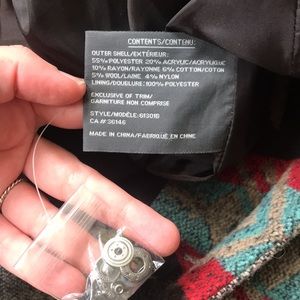 CONTENTS/CONTENU:
OUTER SHELL/EXTÉRIEUR:
55% POLYESTER 30% ACRYLIC/ACRYLIQUE
10% RAYON/RAYONNE 6% COTTON/COTON
5% WOOL/LAINE 4% NYLON
LINING/DOUBLURE: 100% POLYESTER
EXCLUSIVE OF TRIM/
GARNITURE NON COMPRISE
STYLE/MODÈLE: 613016
CA# 36146
MADE IN CHINA/FABRIQUÉ EN CHINE